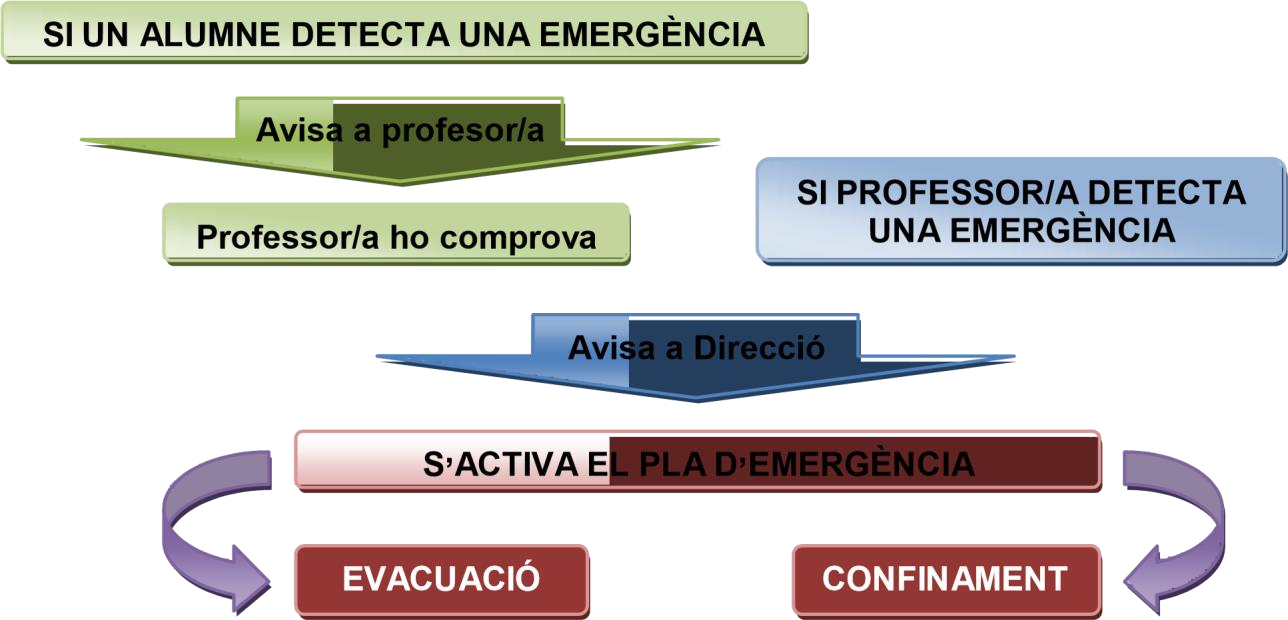 SI UN ALUMNE DETECTA UNA EMERGÈNCIA
Avisa a profesor/a
Professor/a ho comprova
SI PROFESSOR/A DETECTA
UNA EMERGÈNCIA
Avisa a Direcció
S’ACTIVA EL PLA D’EMERGÈNCIA
EVACUACIÓ
CONFINAMENT